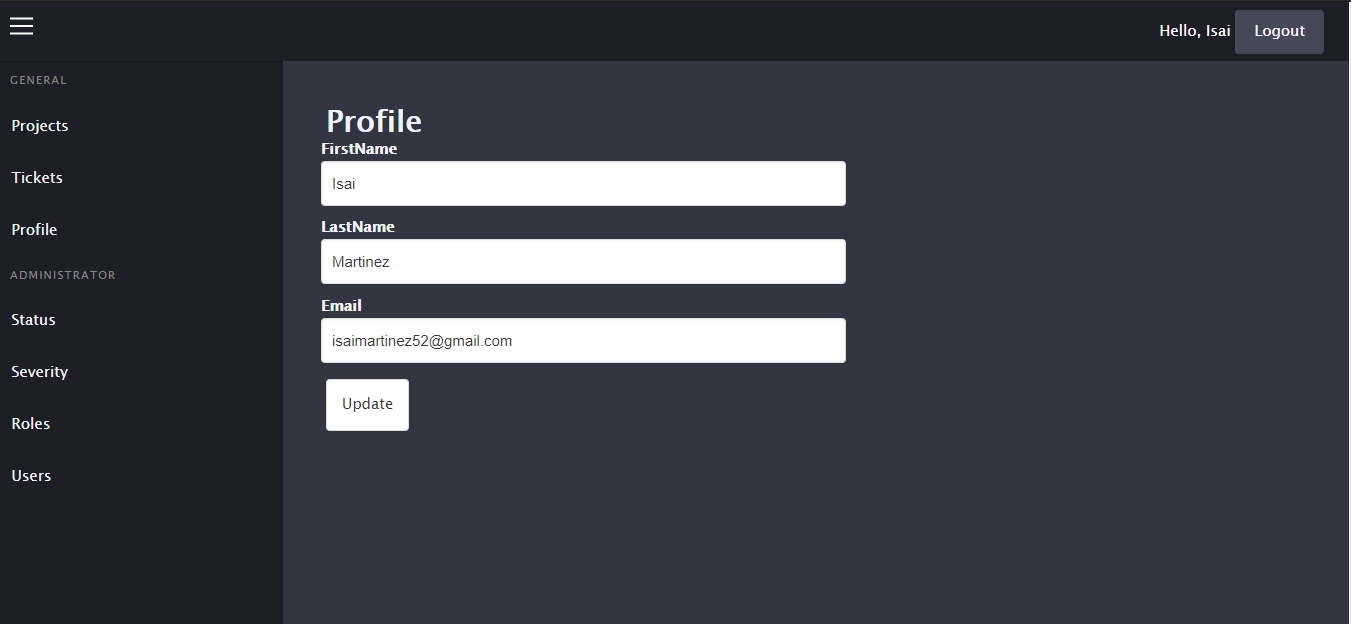 Hello, Isai Logout
GENERAL
Projects
Tickets
Profile
ADMINISTRATOR
Status
Severity
Roles
Users
Profile
FirstName
Isai
LastName
Martinez
Email
isaimartinez52@gmail.com
Update